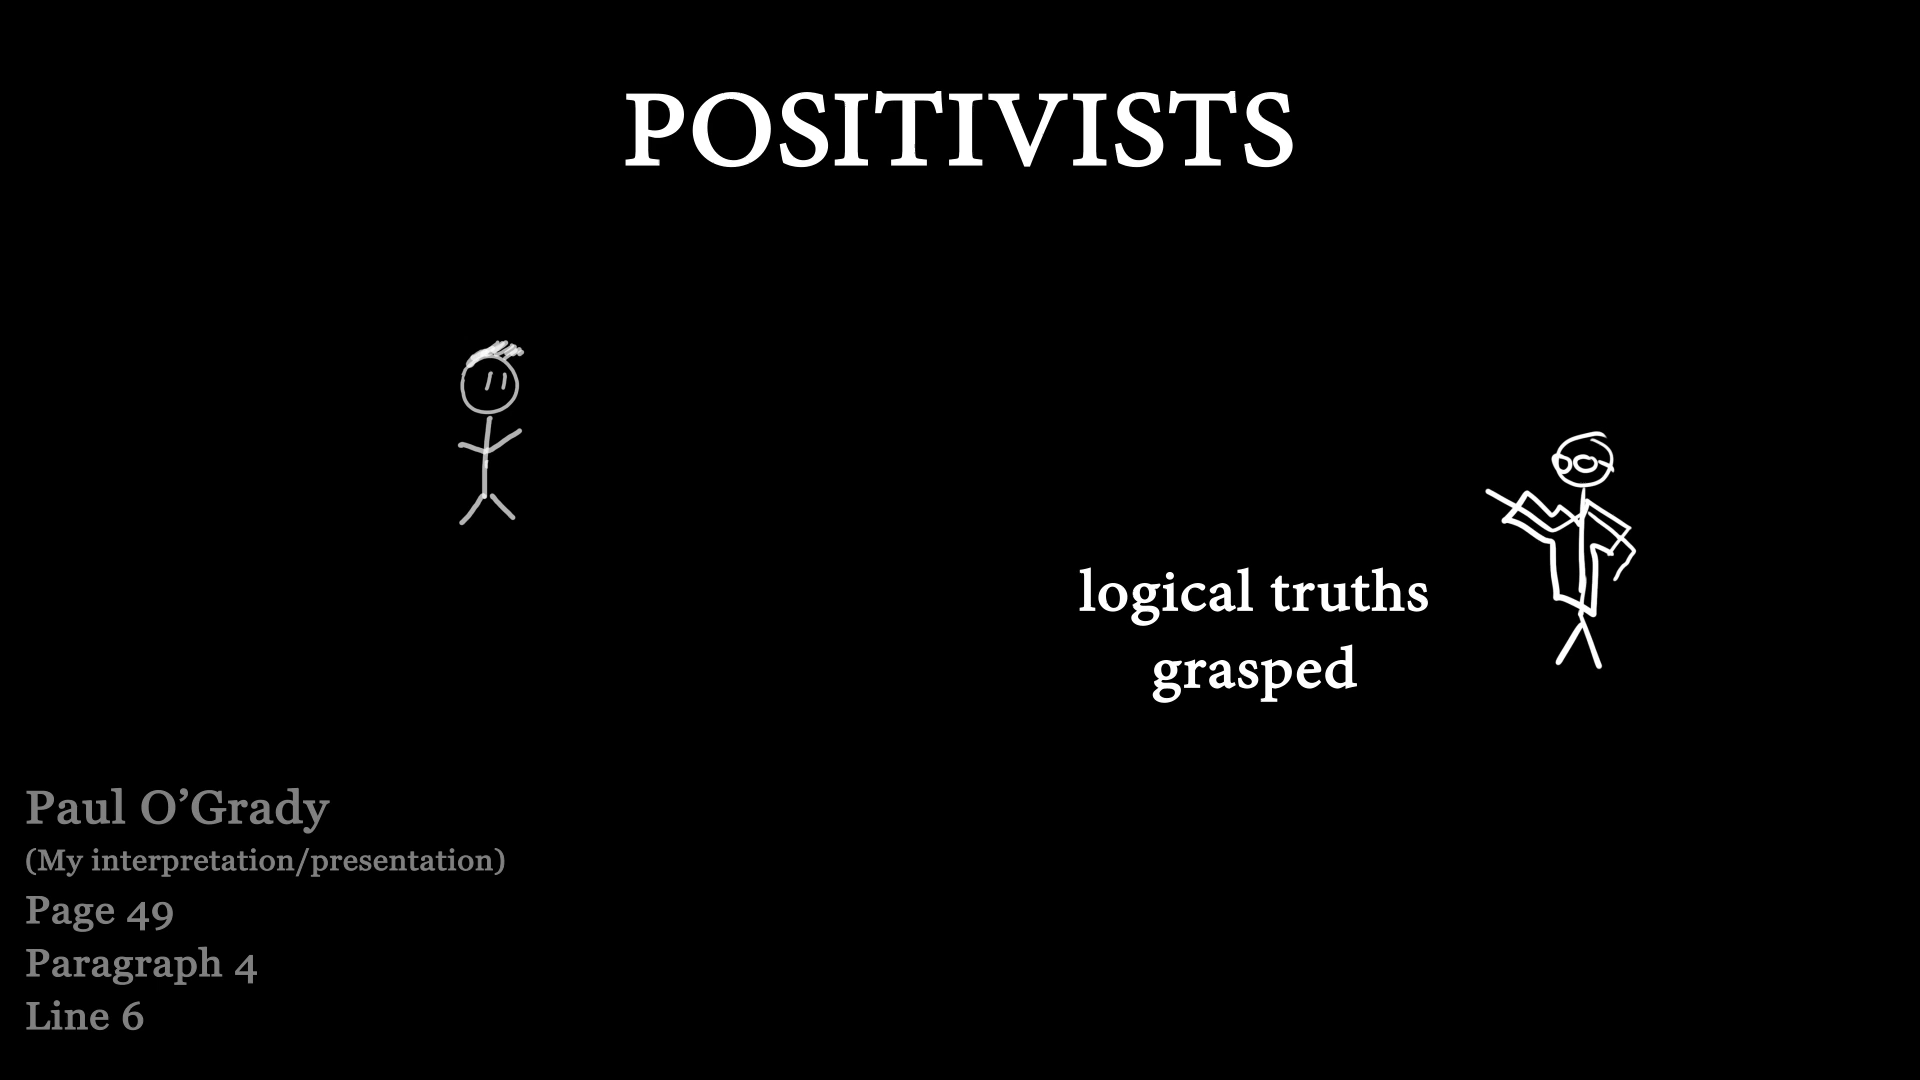 POSITIVISTS
logical truths
grasped
Paul O’Grady
(My interpretation/presentation)
Page 49
Paragraph 4
Line 6